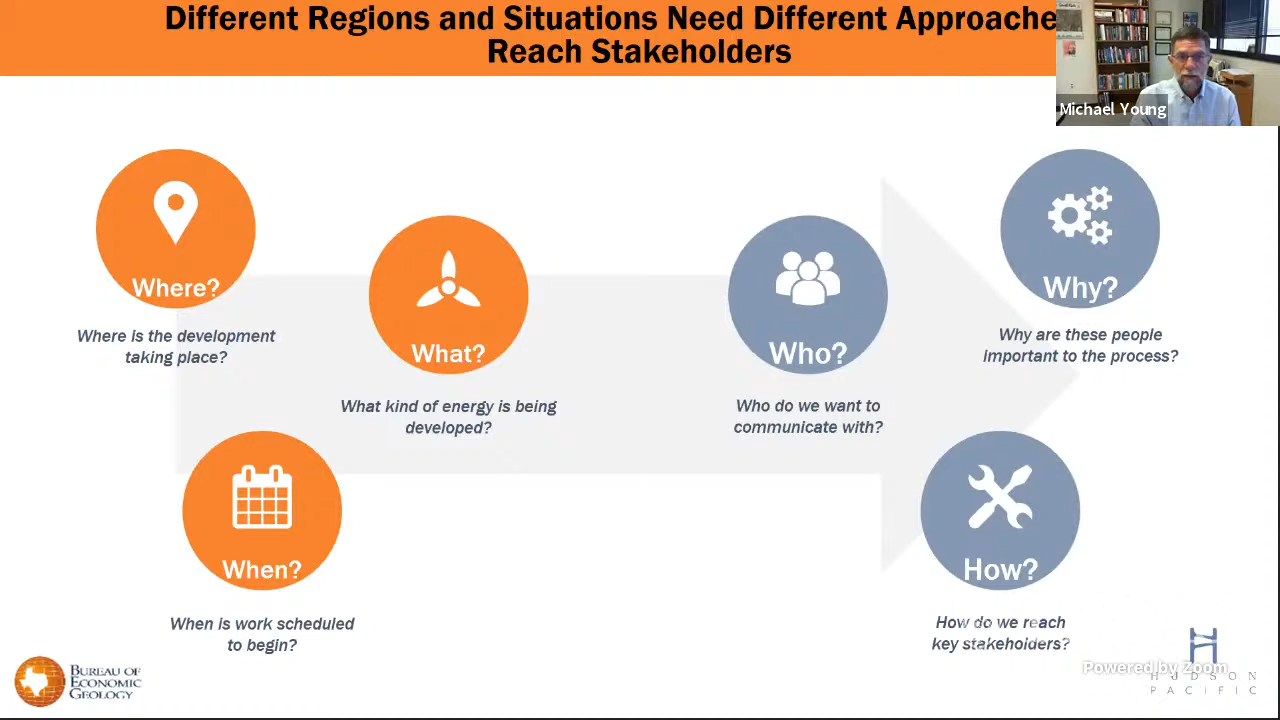 Different Regions and Situations Need Different Approache
Reach Stakeholders
Michael Young
Where?
Where is the development
taking place?
What?
What kind of energy is being
developed?
When?
When is work scheduled
to begin?
Who?
Who do we want to
communicate with?
Why?
Why are these people
important to the process?
How?
How do we reach
key stakeholders?
BUREAU OF
ECONOMIC
GEOLOGY
Powered by Zoom
HUDSON
PACIFIC